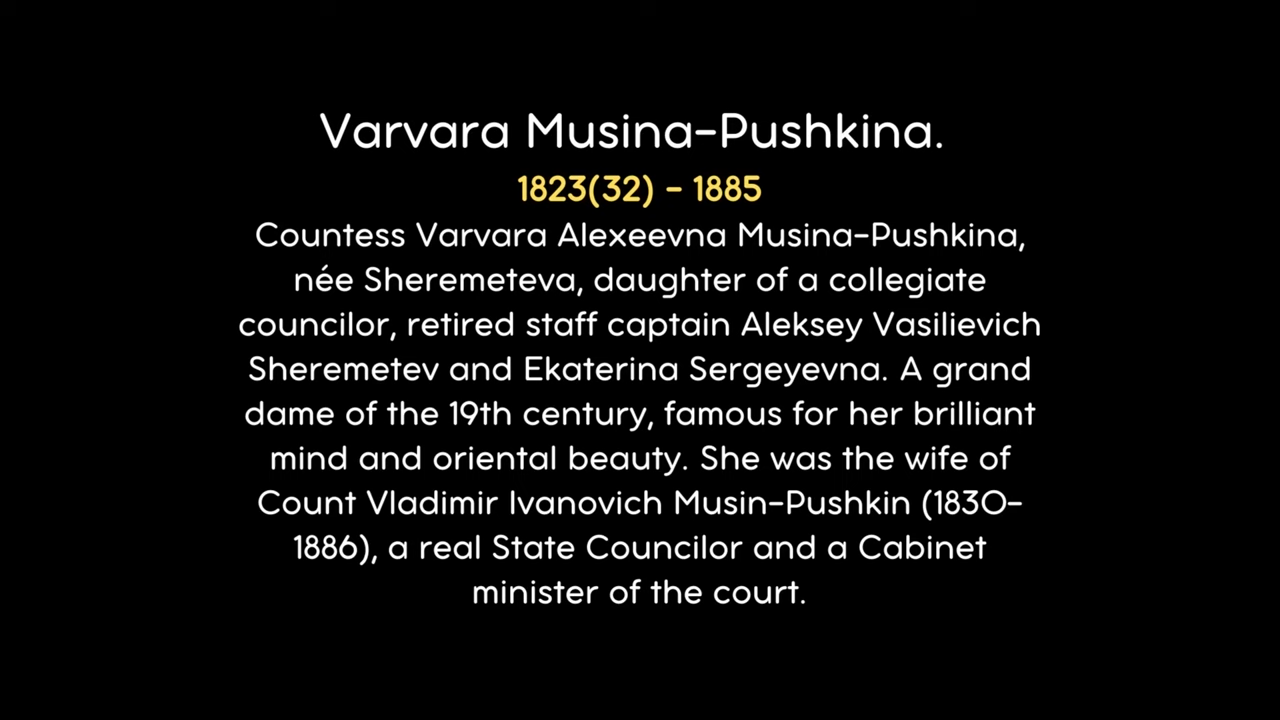 Varvara Musina-Pushkina.
1823(32) - 1885
Countess Varvara Alexeevna Musina-Pushkina,
née Sheremeteva, daughter of a collegiate
councilor, retired staff captain Aleksey Vasilievich
Sheremetev and Ekaterina Sergeyevna. A grand
dame of the 19th century, famous for her brilliant
mind and oriental beauty. She was the wife of
Count Vladimir Ivanovich Musin-Pushkin (1830-
1886), a real State Councilor and a Cabinet
minister of the court.